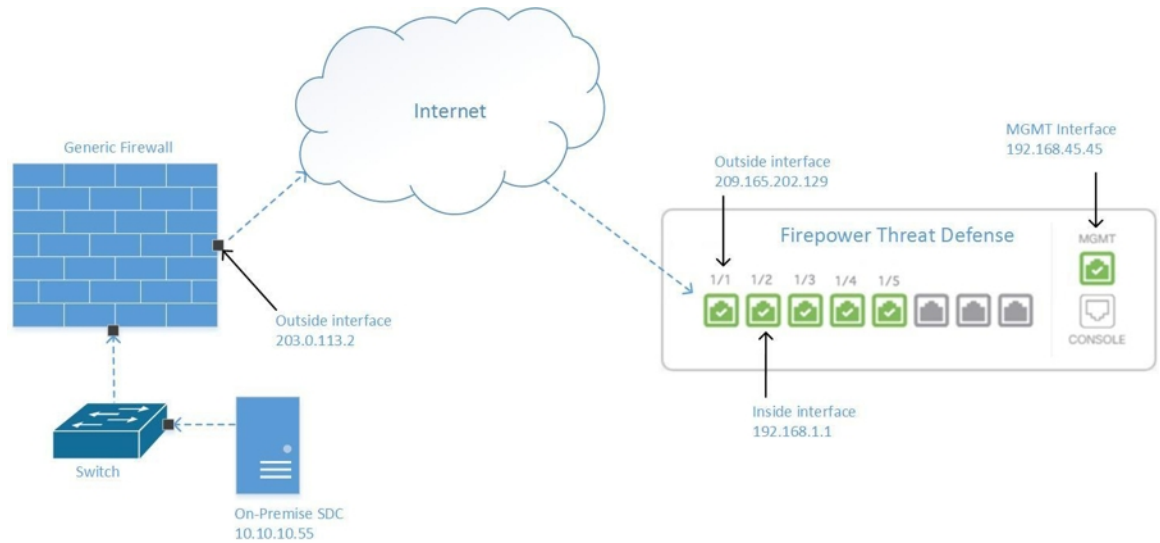 Internet
Generic Firewall
MGMT Interface
192.168.45.45
Outside interface
209.165.202.129
Firepower Threat Defense
MGMT
1/1 1/2 1/3 1/4 1/5
Outside interface
203.0.113.2
CONSOLE
Inside interface
192.168.1.1
Switch
On-Premise SDC
10.10.10.55